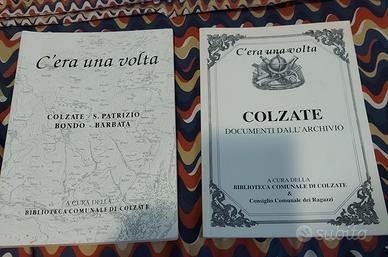 C'era una volta
COLZATE - S. PATRIZIO
BONDO - BARBATA
A CURA DELLA
BIBLIOTECA COMUNALE DI COLZATE
C'era una volta
COLZATE
DOCUMENTI DALL'ARCHIVIO
A CURA DELLA
BIBLIOTECA COMUNALE DI COLZATE
&
Consiglio Comunale dei Ragazzi
subito